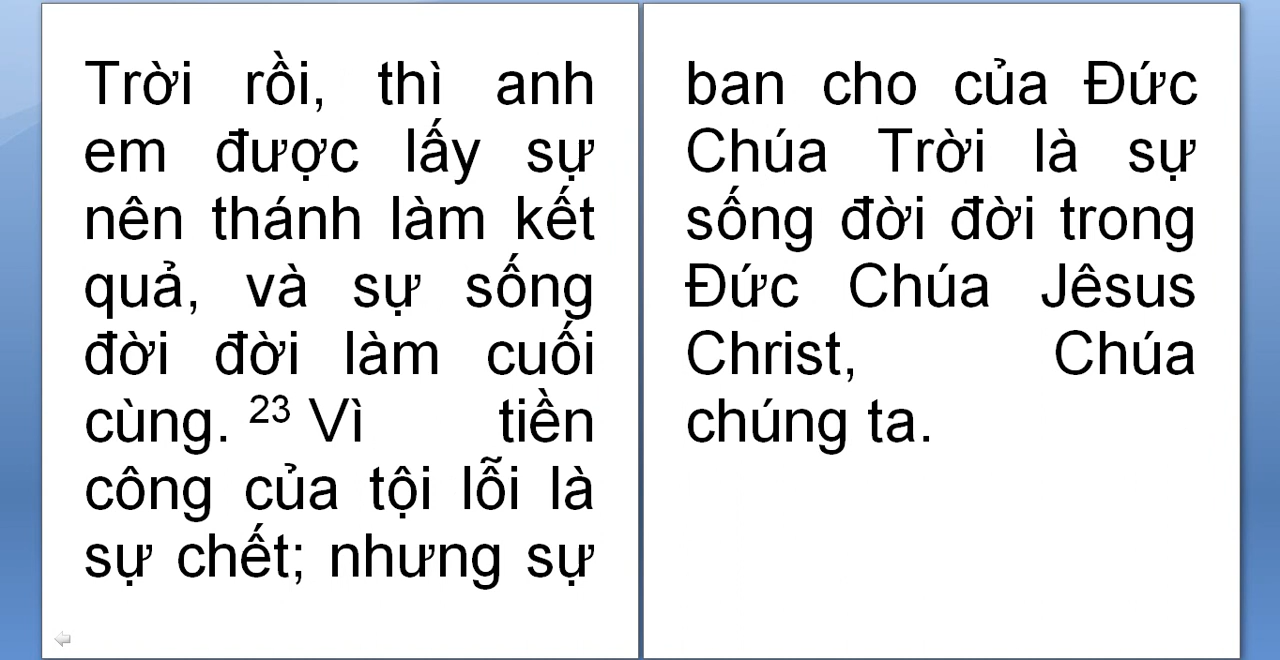 Trời rồi, thì anh
em được lấy sự
nên thánh làm kết
quả, và sự sống
đời đời làm cuối
cùng. 23 Vì tiền
công của tội lỗi là
sự chết; nhưng sự
ban cho của Đức
Chúa Trời là sự
sống đời đời trong
Đức Chúa Jêsus
Christ, Chúa
chúng ta.